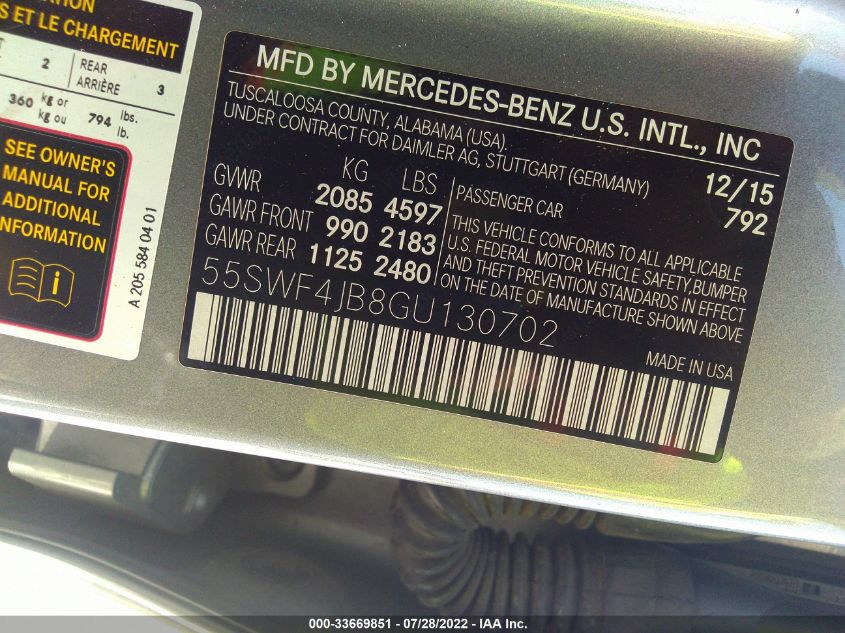 ES ET LE CHARGEMENT
2
REAR
ARRIÈRE
3
360
kg or
kg ou
794
lbs.
lb.
SEE OWNER'S
MANUAL FOR
ADDITIONAL
INFORMATION
A 205 584 04 01
MFD BY MERCEDES-BENZ U.S. INTL., INC
TUSCALOOSA COUNTY, ALABAMA (USA).
UNDER CONTRACT FOR DAIMLER AG, STUTTGART (GERMANY)
12/15
792
KG LBS
GVWR 2085 4597
GAWR FRONT 990 2183
GAWR REAR 1125 2480
PASSENGER CAR
THIS VEHICLE CONFORMS TO ALL APPLICABLE
U.S. FEDERAL MOTOR VEHICLE SAFETY, BUMPER
AND THEFT PREVENTION STANDARDS IN EFFECT
ON THE DATE OF MANUFACTURE SHOWN ABOVE
55SWF4JB8GU130702
MADE IN USA
000-33669851 // 07/28/2022 - IAA Inc.